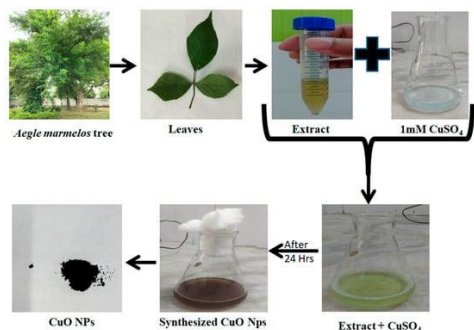 Aegle marmelos tree
Leaves
Extract
1mM CuSO₄
After
24 Hrs
CuO NPs
Synthesized CuO Nps
Extract + CuSO₄